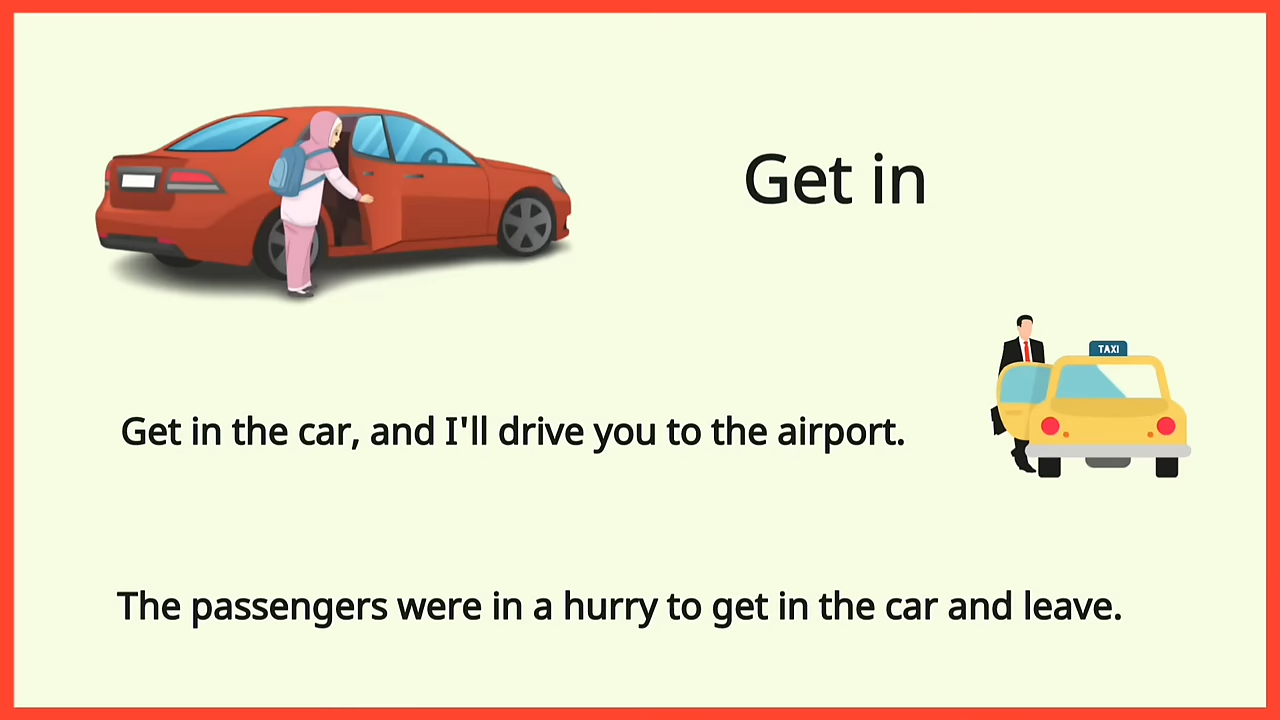 Get in
TAXI
Get in the car, and I'll drive you to the airport.
The passengers were in a hurry to get in the car and leave.